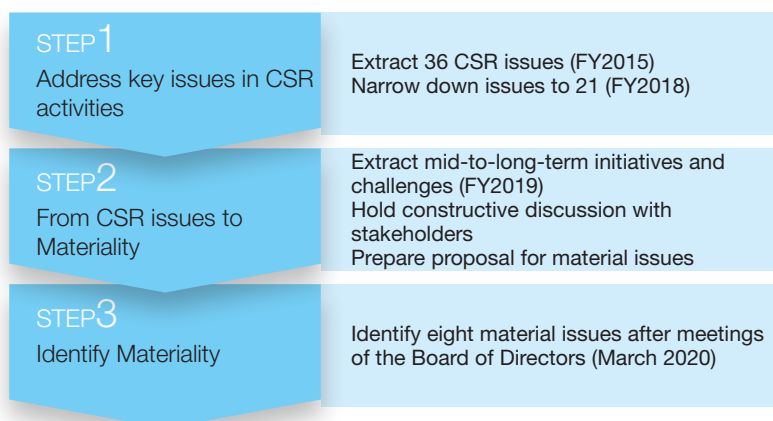 STEP1
Address key issues in CSR
activities
Extract 36 CSR issues (FY2015)
Narrow down issues to 21 (FY2018)
STEP2
From CSR issues to
Materiality
Extract mid-to-long-term initiatives and
challenges (FY2019)
Hold constructive discussion with
stakeholders
Prepare proposal for material issues
STEP3
Identify Materiality
Identify eight material issues after meetings
of the Board of Directors (March 2020)